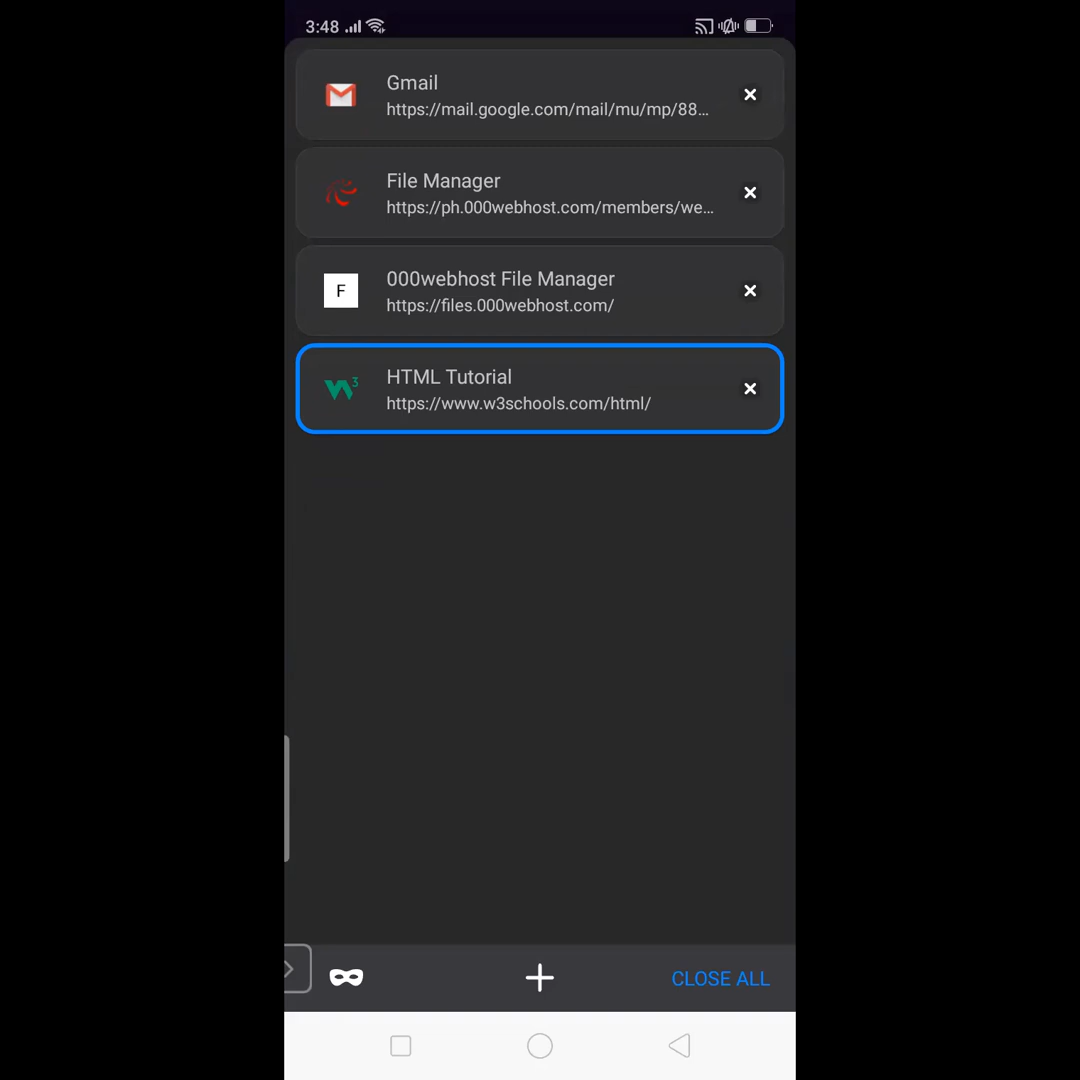 3:48
Gmail
https://mail.google.com/mail/mu/mp/88...
File Manager
https://ph.000webhost.com/members/we...
F
000webhost File Manager
https://files.000webhost.com/
W3
HTML Tutorial
https://www.w3schools.com/html/
CLOSE ALL